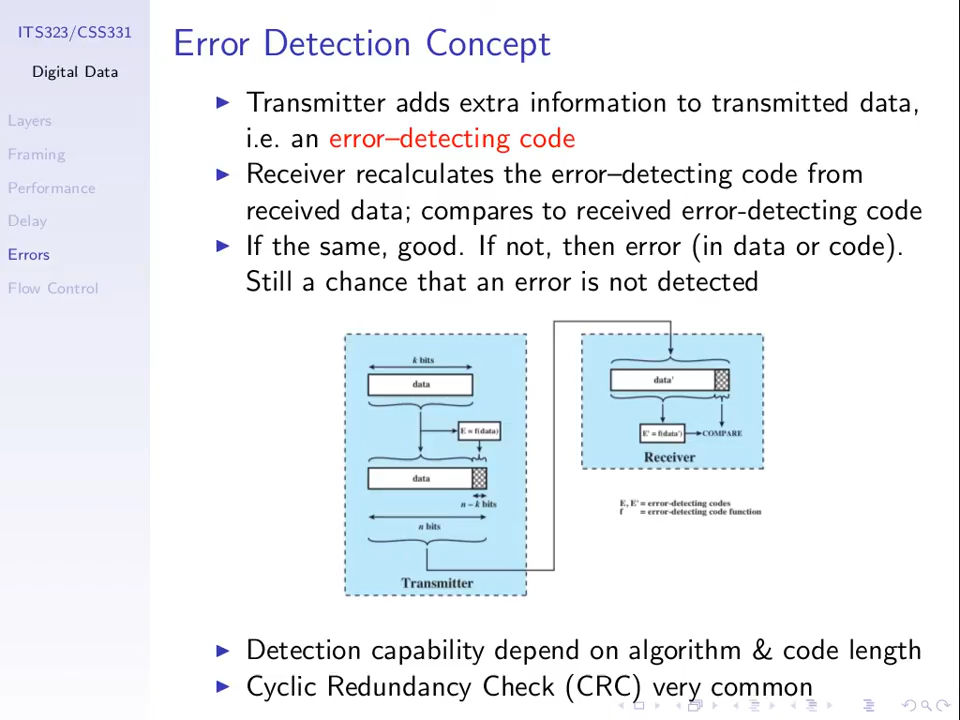 ITS323/CSS331
Digital Data
Layers
Framing
Performance
Delay
Errors
Flow Control
Error Detection Concept
Transmitter adds extra information to transmitted data,
i.e. an error–detecting code
Receiver recalculates the error–detecting code from
received data; compares to received error-detecting code
If the same, good. If not, then error (in data or code).
Still a chance that an error is not detected
k bits
data
E = f(data)
data
n – k bits
n bits
Transmitter
data'
E' = f(data')
COMPARE
Receiver
E, E' = error-detecting codes
f = error-detecting code function
Detection capability depend on algorithm & code length
Cyclic Redundancy Check (CRC) very common